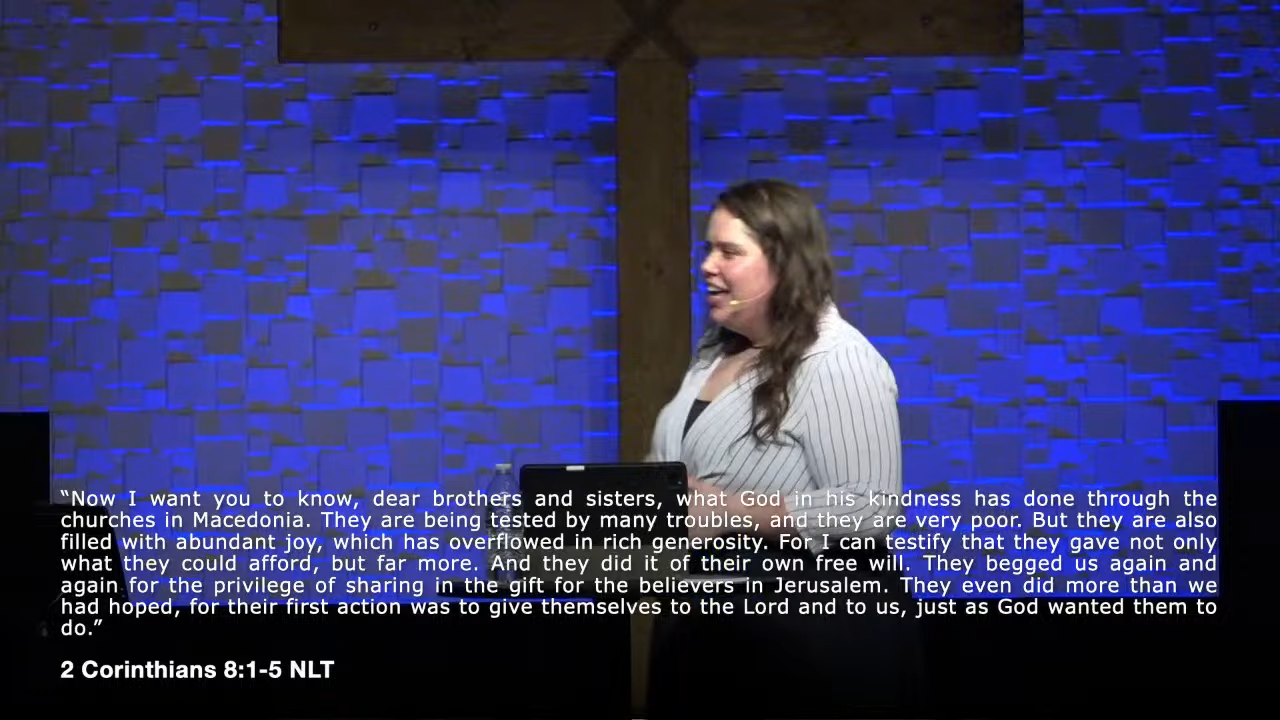 “Now I want you to know, dear brothers and sisters, what God in his kindness has done through the
churches in Macedonia. They are being tested by many troubles, and they are very poor. But they are also
filled with abundant joy, which has overflowed in rich generosity. For I can testify that they gave not only
what they could afford, but far more. And they did it of their own free will. They begged us again and
again for the privilege of sharing in the gift for the believers in Jerusalem. They even did more than we
had hoped, for their first action was to give themselves to the Lord and to us, just as God wanted them to
do.”
2 Corinthians 8:1-5 NLT